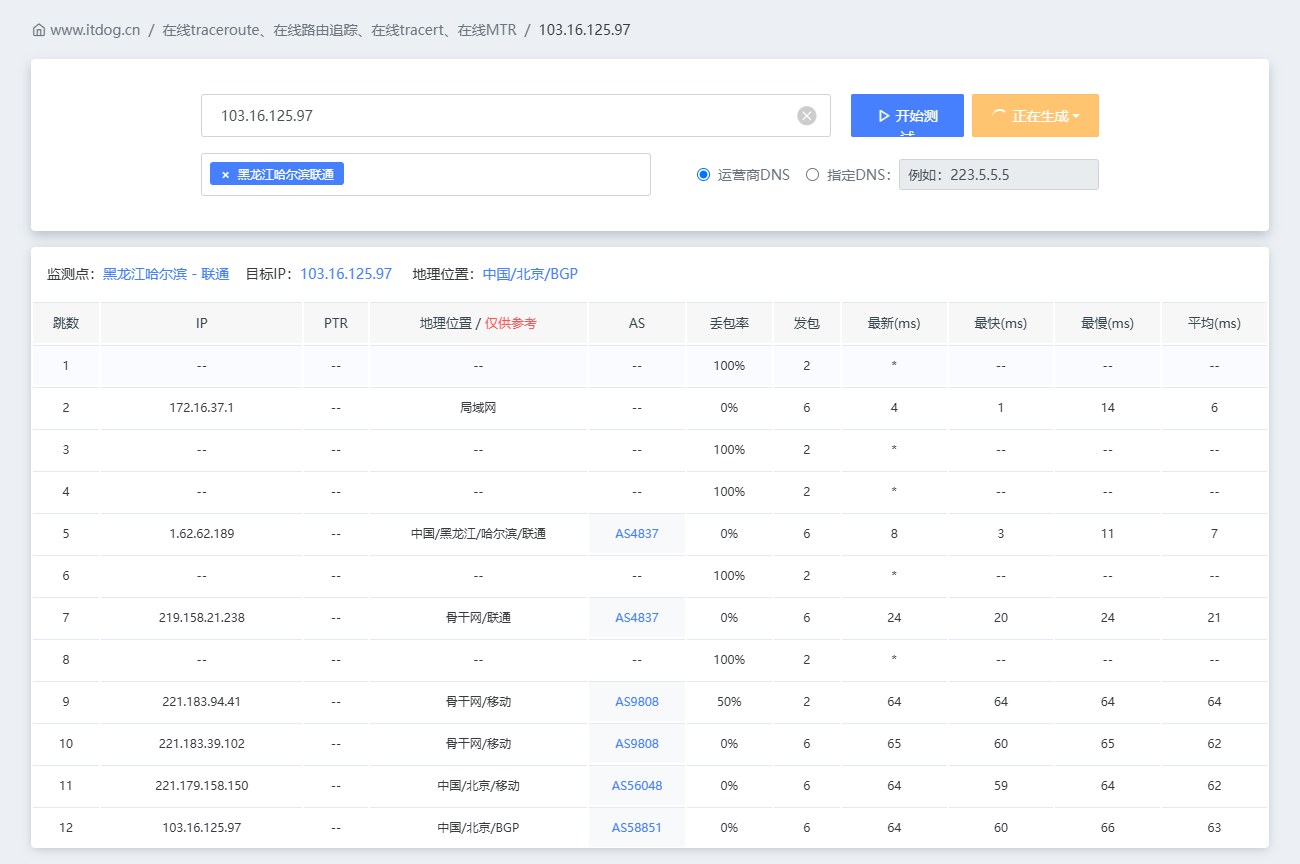 www.itdog.cn / 在线traceroute、在线路由追踪、在线tracert、在线MTR / 103.16.125.97
103.16.125.97 开始测试 正在生成
× 黑龙江哈尔滨联通 运营商DNS 指定DNS： 例如：223.5.5.5
监测点：黑龙江哈尔滨 - 联通 目标IP：103.16.125.97 地理位置：中国/北京/BGP
跳数 IP PTR 地理位置 / 仅供参考 AS 丢包率 发包 最新(ms) 最快(ms) 最慢(ms) 平均(ms)
1 -- -- -- -- 100% 2 * -- -- --
2 172.16.37.1 -- 局域网 -- 0% 6 4 1 14 6
3 -- -- -- -- 100% 2 * -- -- --
4 -- -- -- -- 100% 2 * -- -- --
5 1.62.62.189 -- 中国/黑龙江/哈尔滨/联通 AS4837 0% 6 8 3 11 7
6 -- -- -- -- 100% 2 * -- -- --
7 219.158.21.238 -- 骨干网/联通 AS4837 0% 6 24 20 24 21
8 -- -- -- -- 100% 2 * -- -- --
9 221.183.94.41 -- 骨干网/移动 AS9808 50% 2 64 64 64 64
10 221.183.39.102 -- 骨干网/移动 AS9808 0% 6 65 60 65 62
11 221.179.158.150 -- 中国/北京/移动 AS56048 0% 6 64 59 64 62
12 103.16.125.97 -- 中国/北京/BGP AS58851 0% 6 64 60 66 63